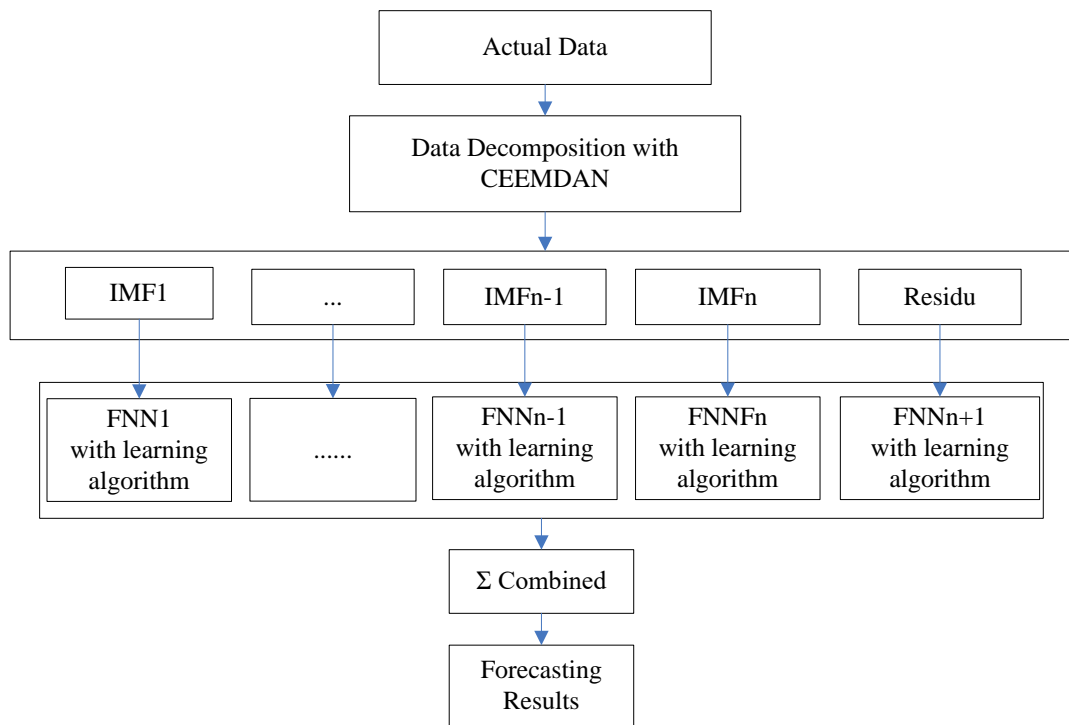 Actual Data
Data Decomposition with
CEEMDAN
IMF1
...
IMFn-1
IMFn
Residu
FNN1
with learning
algorithm
......
FNNn-1
with learning
algorithm
FNNFn
with learning
algorithm
FNNn+1
with learning
algorithm
Σ Combined
Forecasting
Results